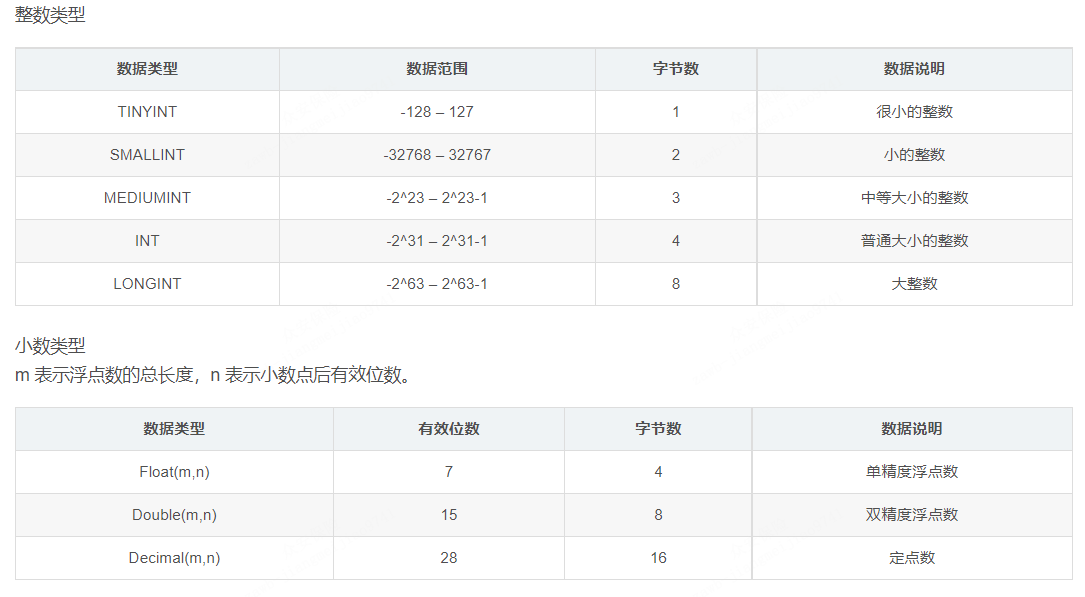 整数类型
数据类型 数据范围 字节数 数据说明
TINYINT -128 – 127 1 很小的整数
SMALLINT -32768 – 32767 2 小的整数
MEDIUMINT -2^23 – 2^23-1 3 中等大小的整数
INT -2^31 – 2^31-1 4 普通大小的整数
LONGINT -2^63 – 2^63-1 8 大整数
小数类型
m 表示浮点数的总长度，n 表示小数点后有效位数。
数据类型 有效位数 字节数 数据说明
Float(m,n) 7 4 单精度浮点数
Double(m,n) 15 8 双精度浮点数
Decimal(m,n) 28 16 定点数